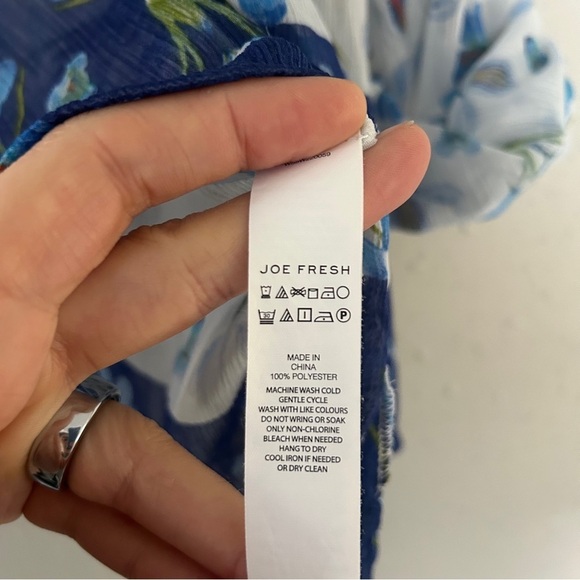 JOE FRESH
30 P
MADE IN
CHINA
100% POLYESTER
MACHINE WASH COLD
GENTLE CYCLE
WASH WITH LIKE COLOURS
DO NOT WRING OR SOAK
ONLY NON-CHLORINE
BLEACH WHEN NEEDED
HANG TO DRY
COOL IRON IF NEEDED
OR DRY CLEAN